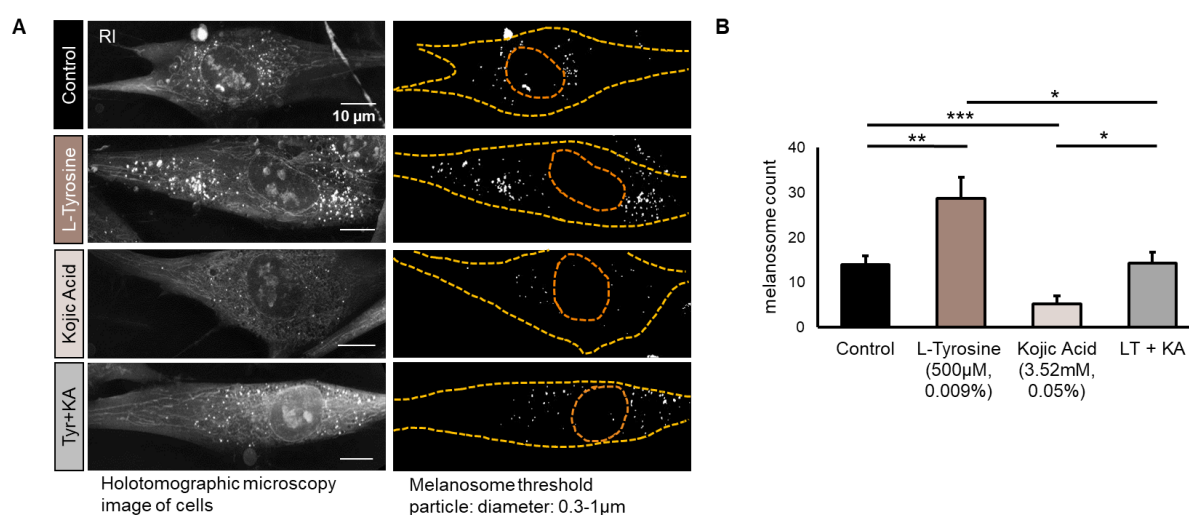 A
Control
RI
10 µm
L-Tyrosine
Kojic Acid
Tyr+KA
Holotomographic microscopy
image of cells
Melanosome threshold
particle: diameter: 0.3-1µm
B
*
***
**
*
melanosome count
40
30
20
10
0
Control
L-Tyrosine
(500µM,
0.009%)
Kojic Acid
(3.52mM,
0.05%)
LT + KA